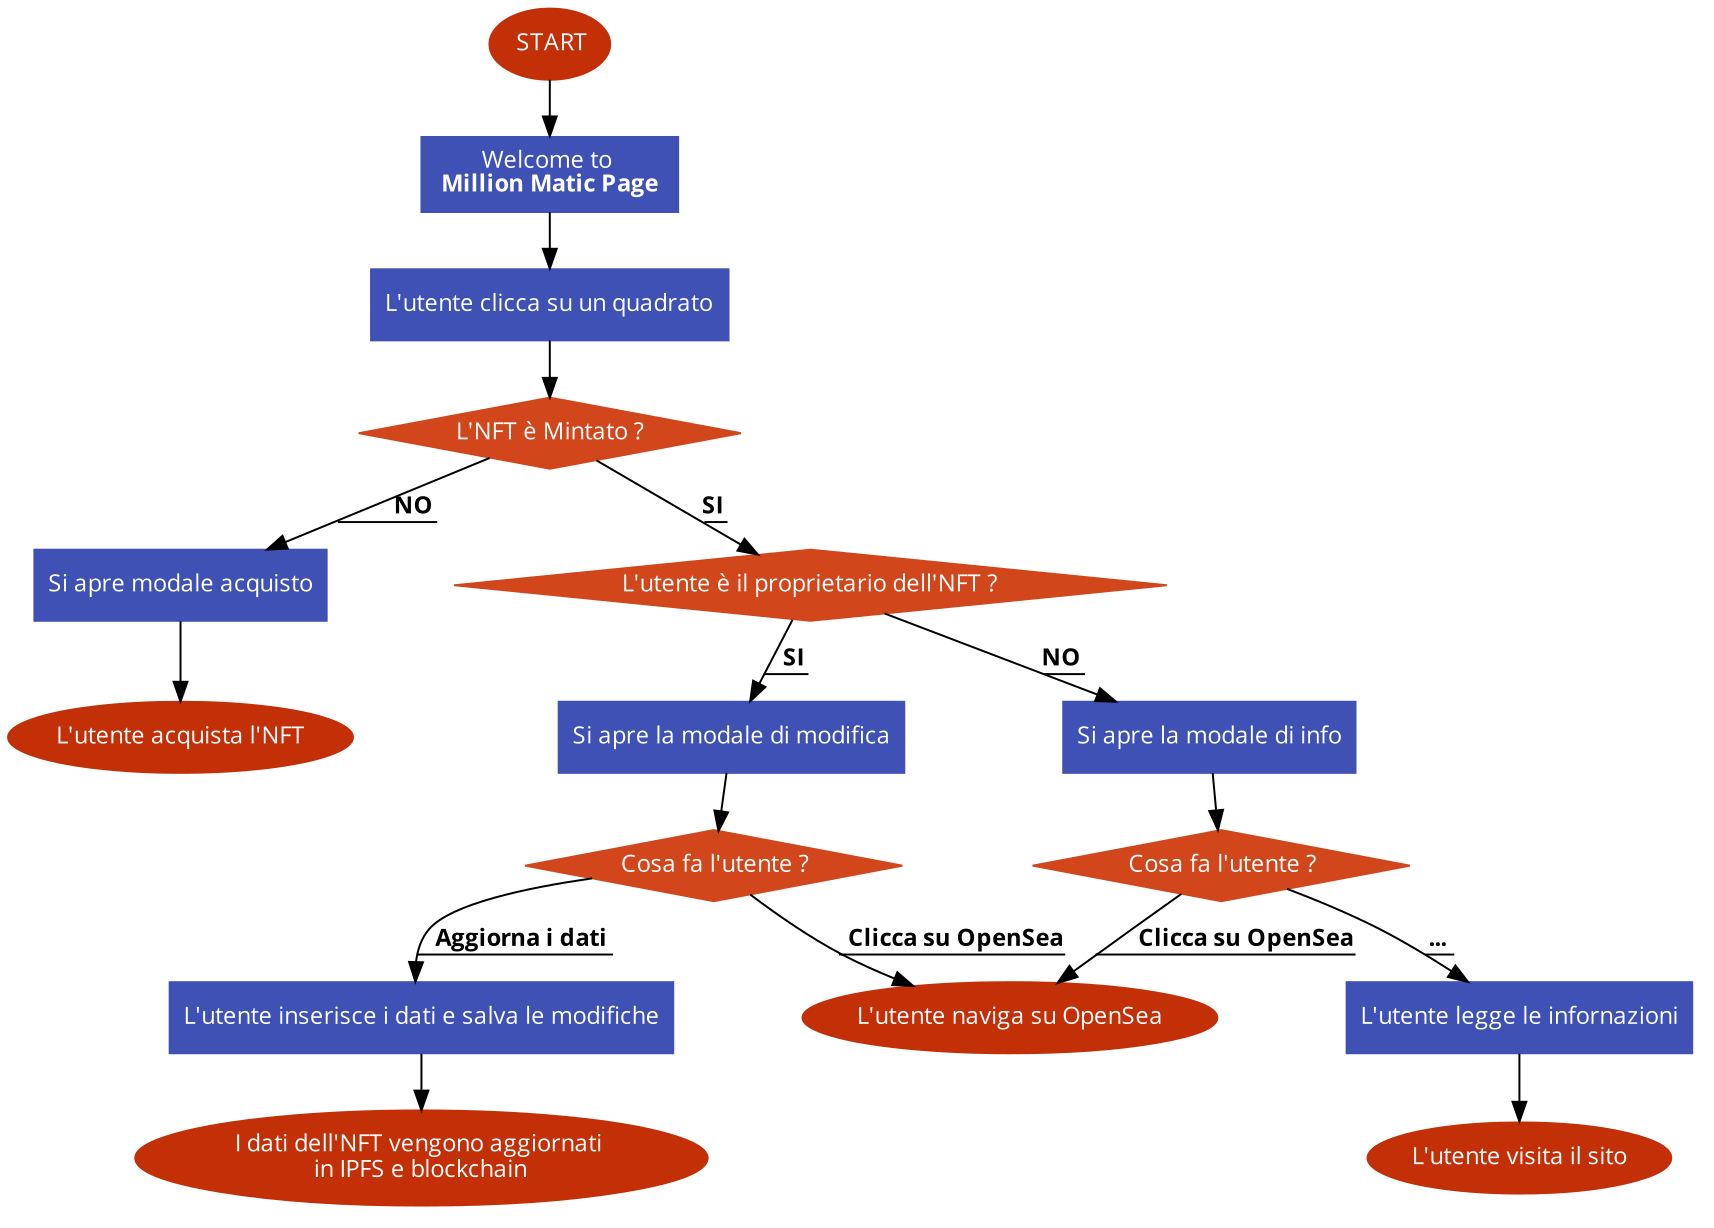 START
Welcome to
Million Matic Page
L'utente clicca su un quadrato
L'NFT è Mintato ?
NO
SI
Si apre modale acquisto
L'utente è il proprietario dell'NFT ?
SI
NO
L'utente acquista l'NFT
Si apre la modale di modifica
Si apre la modale di info
Cosa fa l'utente ?
Cosa fa l'utente ?
Aggiorna i dati
Clicca su OpenSea
Clicca su OpenSea
...
L'utente inserisce i dati e salva le modifiche
L'utente naviga su OpenSea
L'utente legge le infornazioni
I dati dell'NFT vengono aggiornati
in IPFS e blockchain
L'utente visita il sito